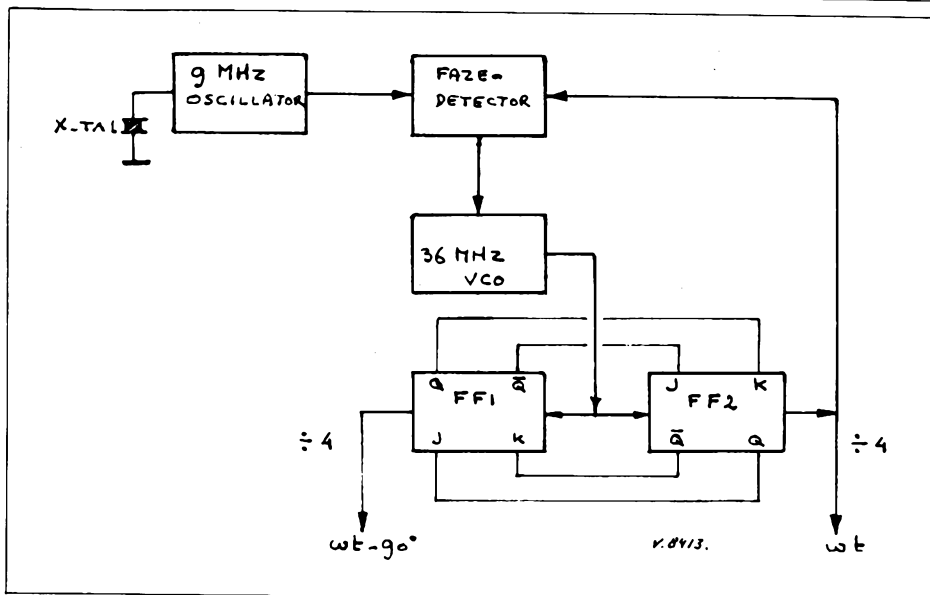 9 MHZ
OSCILLATOR
FAZE-
DETECTOR
X-TAL
36 MHZ
VCO
Q Q̅ J K
FF1 FF2
J K Q̅ Q
÷4 ÷4
ωt-90° V.8413. ωt